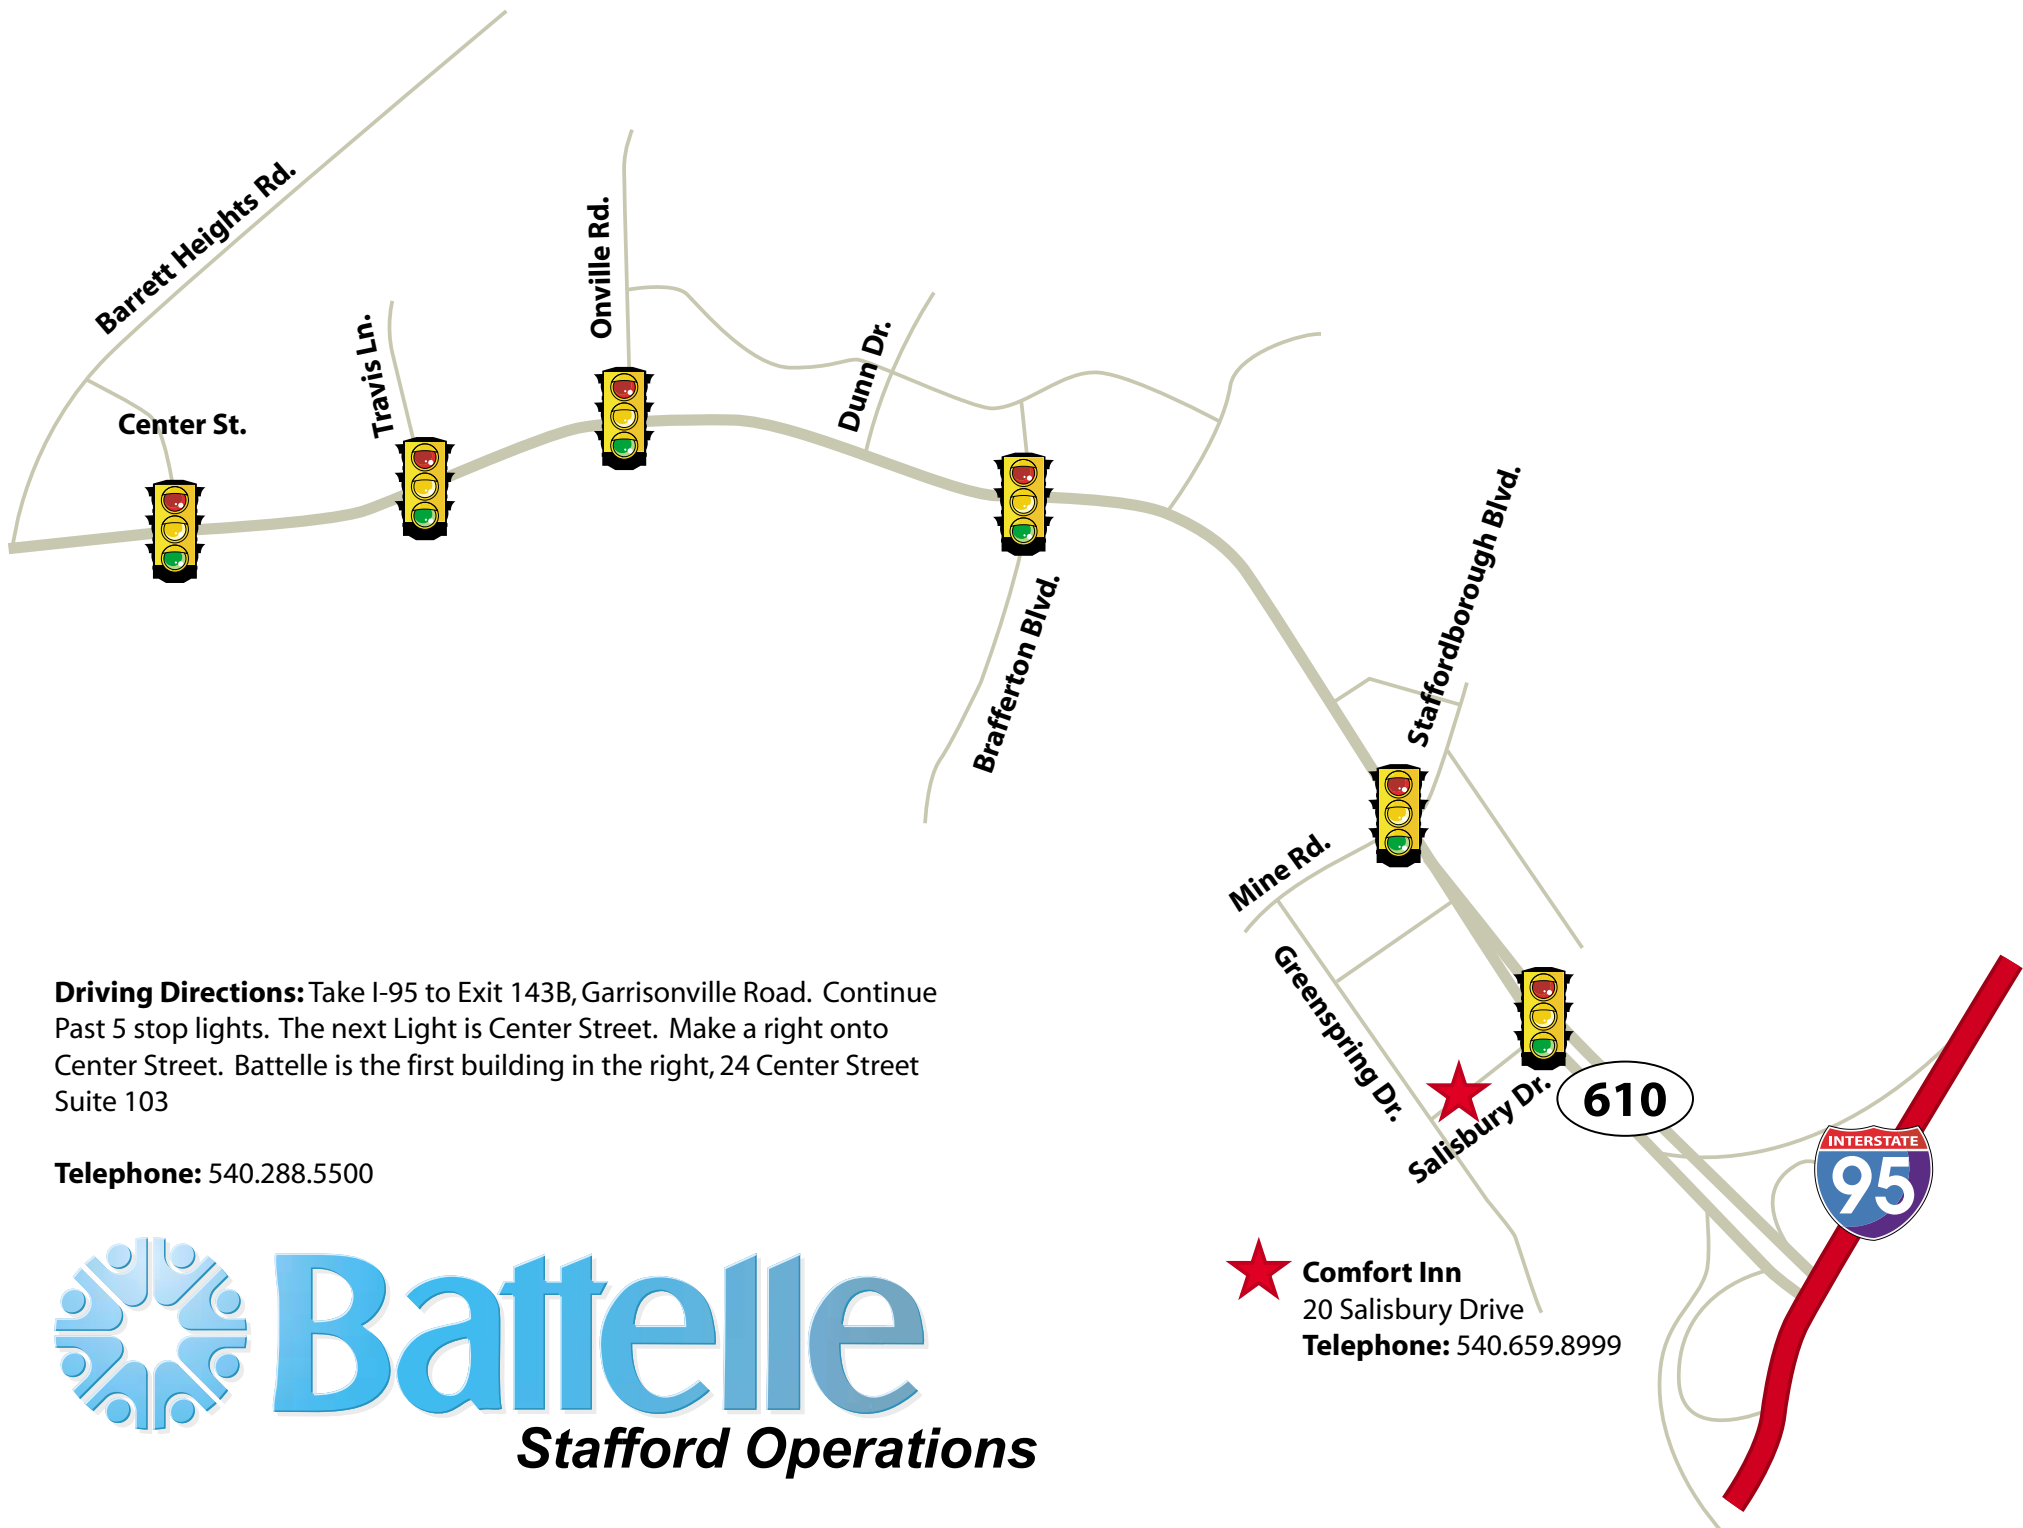 Barrett Heights Rd.
Center St.
Travis Ln.
Onville Rd.
Dunn Dr.
Brafferton Blvd.
Staffordborough Blvd.
Mine Rd.
Greenspring Dr.
Salisbury Dr.
610
INTERSTATE
95
Driving Directions: Take I-95 to Exit 143B, Garrisonville Road. Continue
Past 5 stop lights. The next Light is Center Street. Make a right onto
Center Street. Battelle is the first building in the right, 24 Center Street
Suite 103
Telephone: 540.288.5500
Battelle
Stafford Operations
Comfort Inn
20 Salisbury Drive
Telephone: 540.659.8999